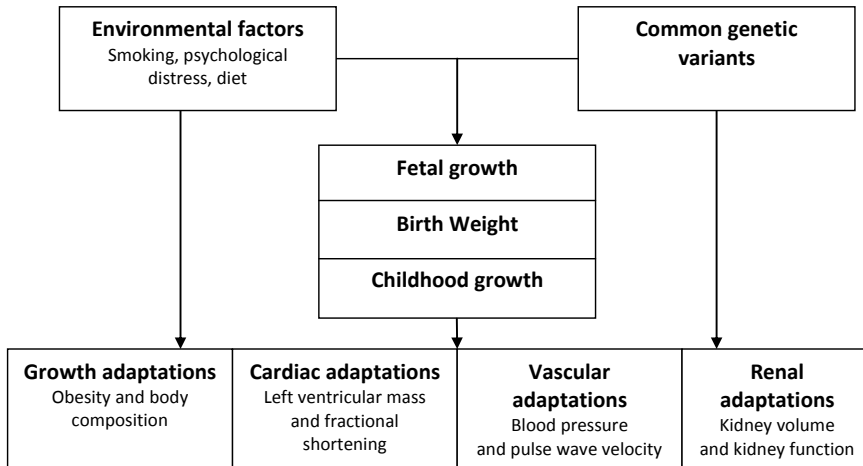 Environmental factors
Smoking, psychological
distress, diet
Common genetic
variants
Fetal growth
Birth Weight
Childhood growth
Growth adaptations
Obesity and body
composition
Cardiac adaptations
Left ventricular mass
and fractional
shortening
Vascular
adaptations
Blood pressure
and pulse wave velocity
Renal
adaptations
Kidney volume
and kidney function